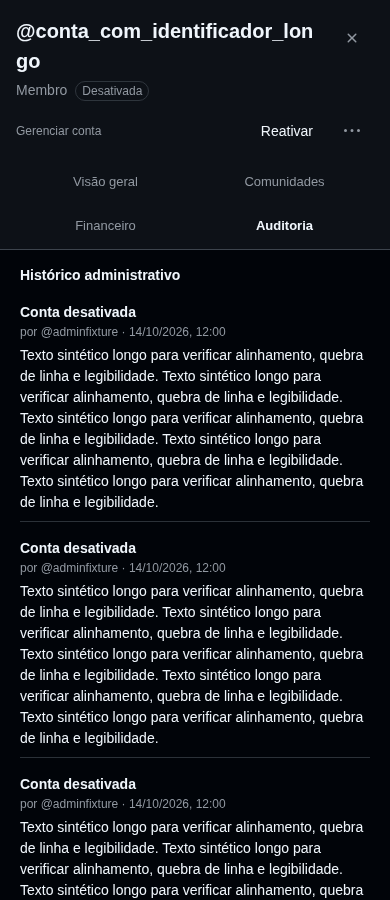 @conta_com_identificador_lon
go
Membro Desativada
Gerenciar conta Reativar
Visão geral Comunidades
Financeiro Auditoria
Histórico administrativo
Conta desativada
por @adminfixture · 14/10/2026, 12:00
Texto sintético longo para verificar alinhamento, quebra
de linha e legibilidade. Texto sintético longo para
verificar alinhamento, quebra de linha e legibilidade.
Texto sintético longo para verificar alinhamento, quebra
de linha e legibilidade. Texto sintético longo para
verificar alinhamento, quebra de linha e legibilidade.
Texto sintético longo para verificar alinhamento, quebra
de linha e legibilidade.
Conta desativada
por @adminfixture · 14/10/2026, 12:00
Texto sintético longo para verificar alinhamento, quebra
de linha e legibilidade. Texto sintético longo para
verificar alinhamento, quebra de linha e legibilidade.
Texto sintético longo para verificar alinhamento, quebra
de linha e legibilidade. Texto sintético longo para
verificar alinhamento, quebra de linha e legibilidade.
Texto sintético longo para verificar alinhamento, quebra
de linha e legibilidade.
Conta desativada
por @adminfixture · 14/10/2026, 12:00
Texto sintético longo para verificar alinhamento, quebra
de linha e legibilidade. Texto sintético longo para
verificar alinhamento, quebra de linha e legibilidade.
Texto sintético longo para verificar alinhamento, quebra